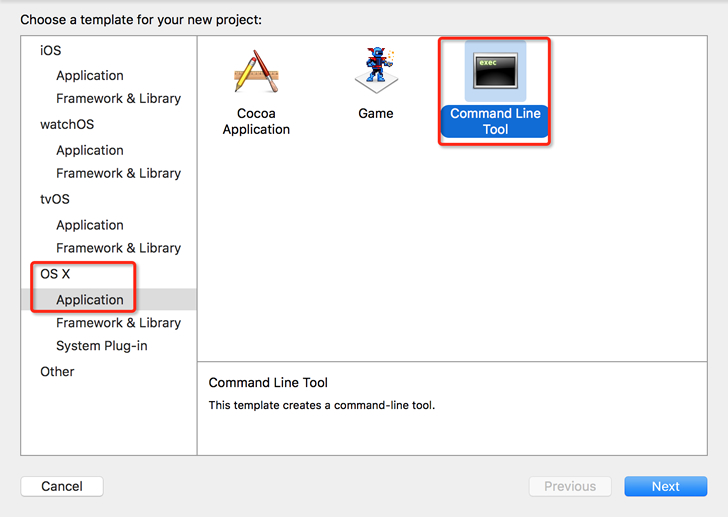 Choose a template for your new project:
iOS
Application
Framework & Library
watchOS
Application
Framework & Library
tvOS
Application
Framework & Library
OS X
Application
Framework & Library
System Plug-in
Other
Cocoa
Application
Game
exec
Command Line
Tool
Command Line Tool
This template creates a command-line tool.
Cancel
Previous
Next